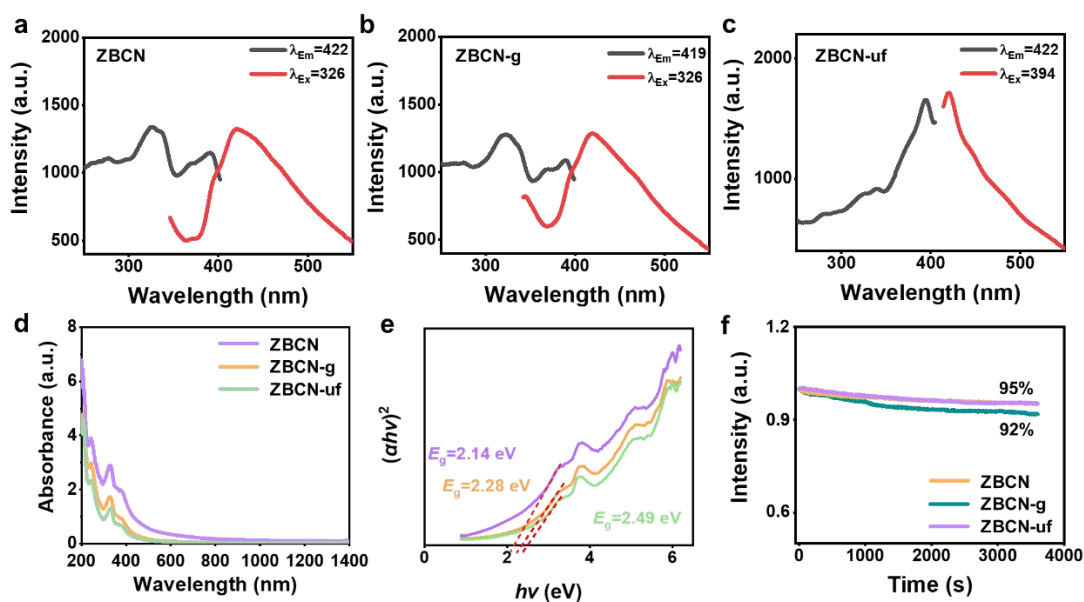 a
ZBCN
λEm=422
λEx=326
Intensity (a.u.)
1500
1000
500
300
400
500
Wavelength (nm)
b
ZBCN-g
λEm=419
λEx=326
Intensity (a.u.)
1500
1000
500
300
400
500
Wavelength (nm)
c
ZBCN-uf
λEm=422
λEx=394
Intensity (a.u.)
2000
1000
300
400
500
Wavelength (nm)
d
ZBCN
ZBCN-g
ZBCN-uf
Absorbance (a.u.)
8
6
4
2
0
200
400
600
800
1000
1200
1400
Wavelength (nm)
e
(αhv)²
Eg=2.14 eV
Eg=2.28 eV
Eg=2.49 eV
0
2
4
6
hv (eV)
f
Intensity (a.u.)
1.2
0.9
0.6
95%
92%
ZBCN
ZBCN-g
ZBCN-uf
0
1000
2000
3000
4000
Time (s)